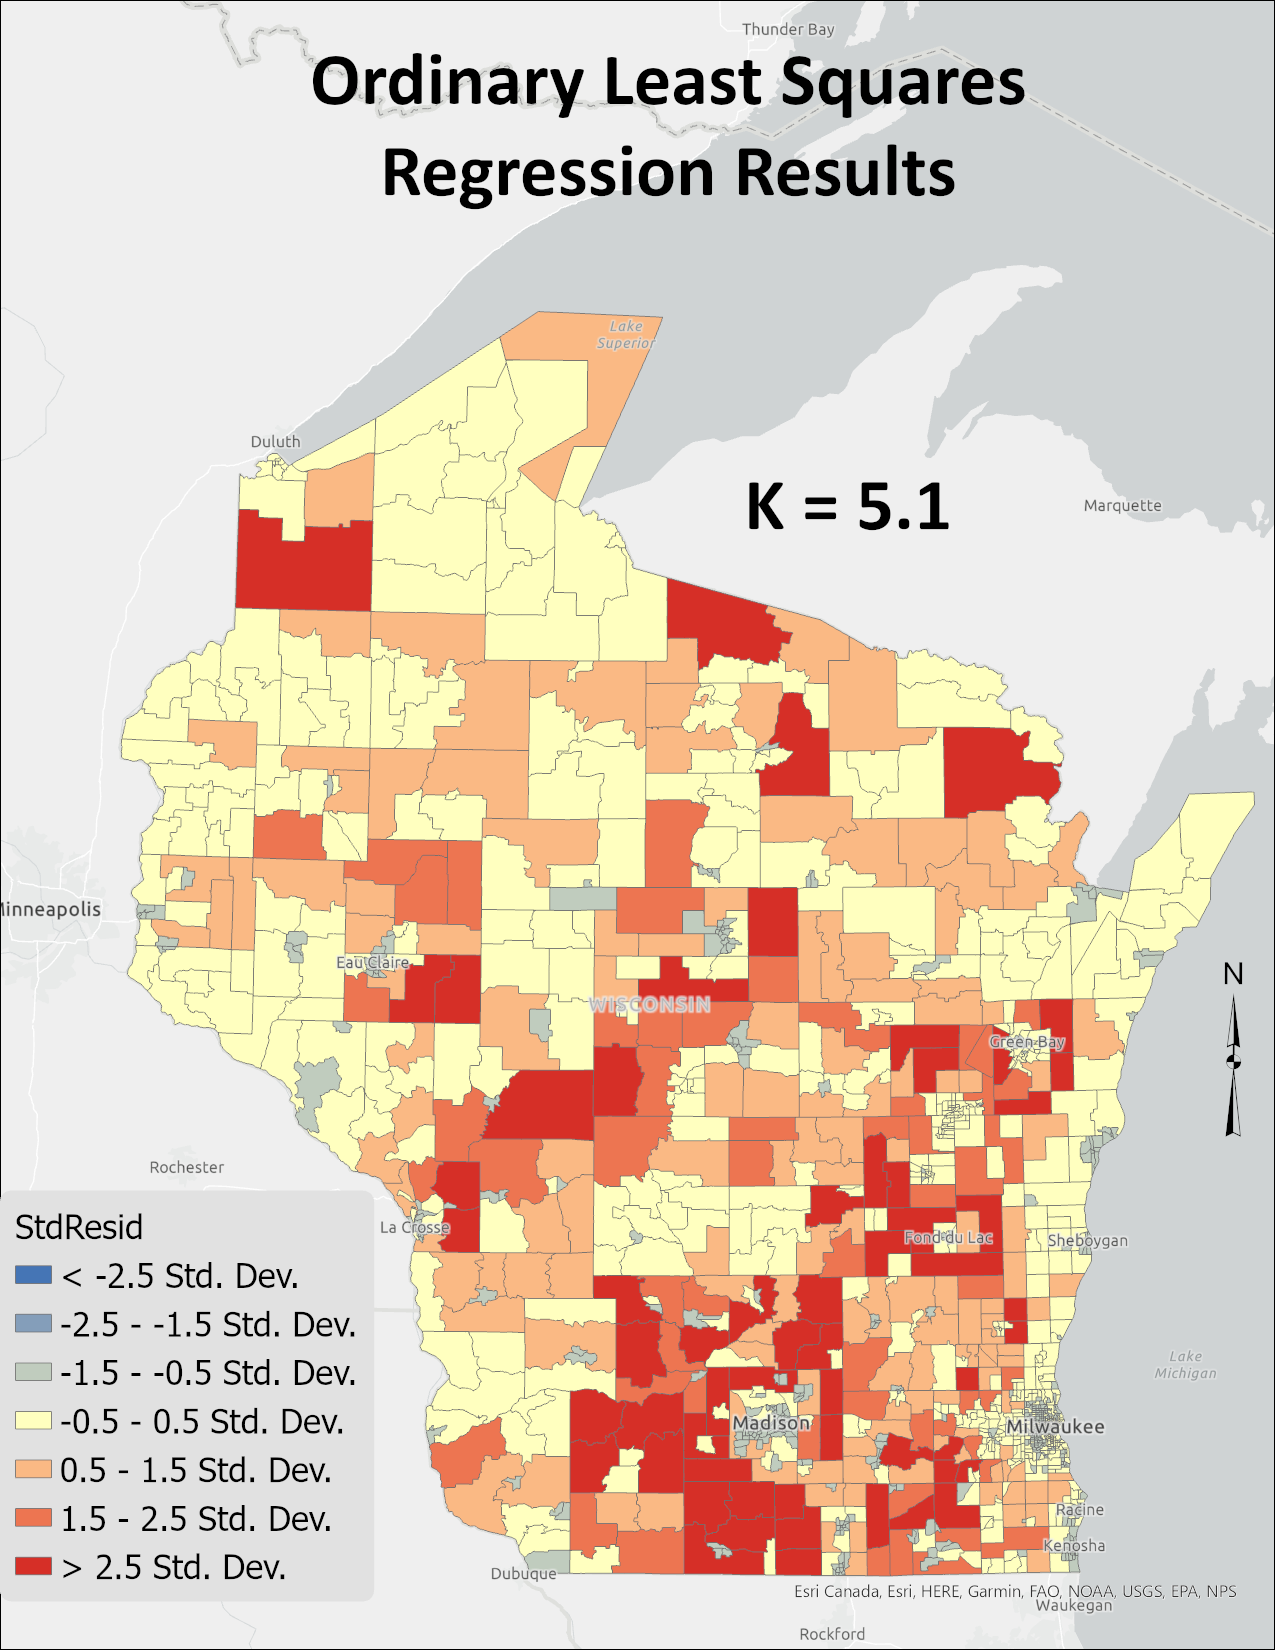 Thunder Bay
Ordinary Least Squares
Regression Results
Lake
Superior
Duluth
K = 5.1
Marquette
Minneapolis
Eau Claire
WISCONSIN
N
Green Bay
Rochester
La Crosse
Fond du Lac
Sheboygan
StdResid
< -2.5 Std. Dev.
-2.5 - -1.5 Std. Dev.
-1.5 - -0.5 Std. Dev.
-0.5 - 0.5 Std. Dev.
0.5 - 1.5 Std. Dev.
1.5 - 2.5 Std. Dev.
> 2.5 Std. Dev.
Lake
Michigan
Madison
Milwaukee
Racine
Kenosha
Dubuque
Esri Canada, Esri, HERE, Garmin, FAO, NOAA, USGS, EPA, NPS
Waukegan
Rockford